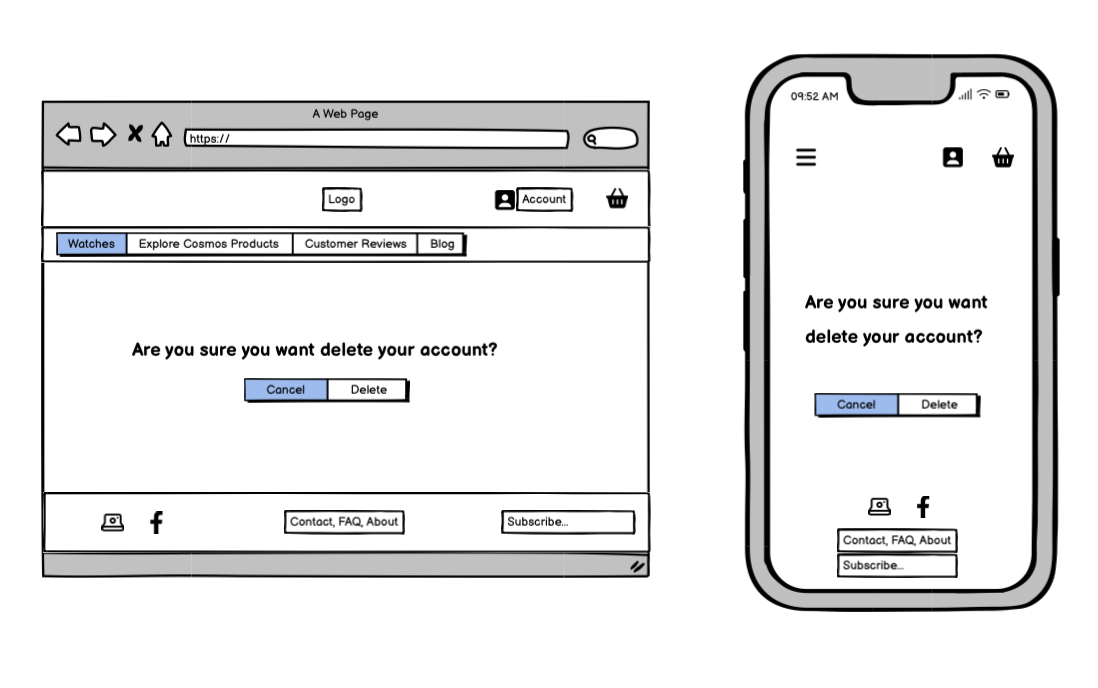 A Web Page
https://
Logo
Account
Watches Explore Cosmos Products Customer Reviews Blog
Are you sure you want delete your account?
Cancel Delete
Contact, FAQ, About
Subscribe...
09:52 AM
Are you sure you want
delete your account?
Cancel Delete
Contact, FAQ, About
Subscribe...